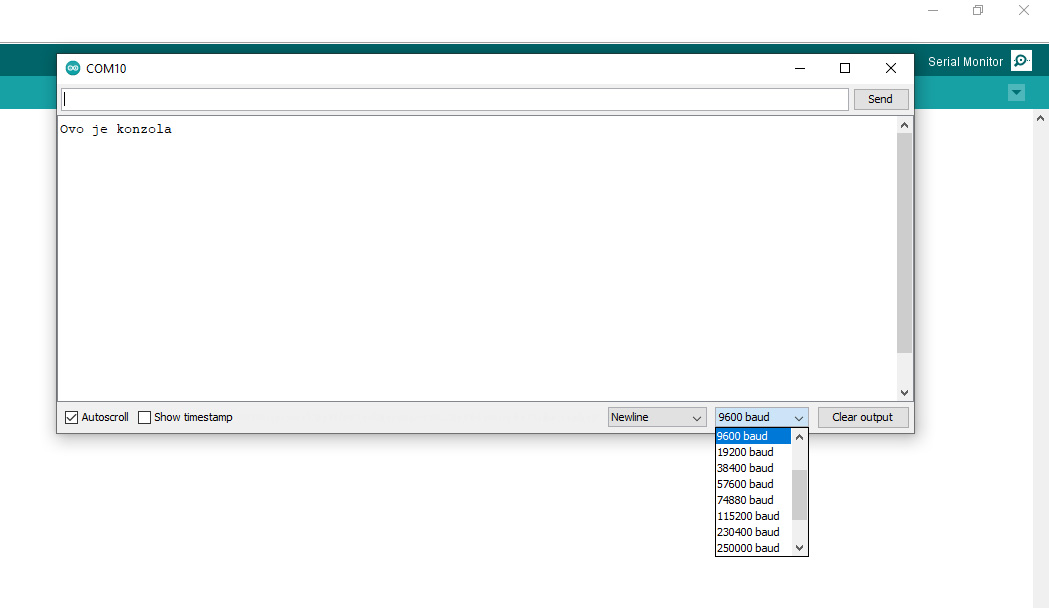 Serial Monitor
COM10
Send
Ovo je konzola
Autoscroll
Show timestamp
Newline
9600 baud
Clear output
9600 baud
19200 baud
38400 baud
57600 baud
74880 baud
115200 baud
230400 baud
250000 baud